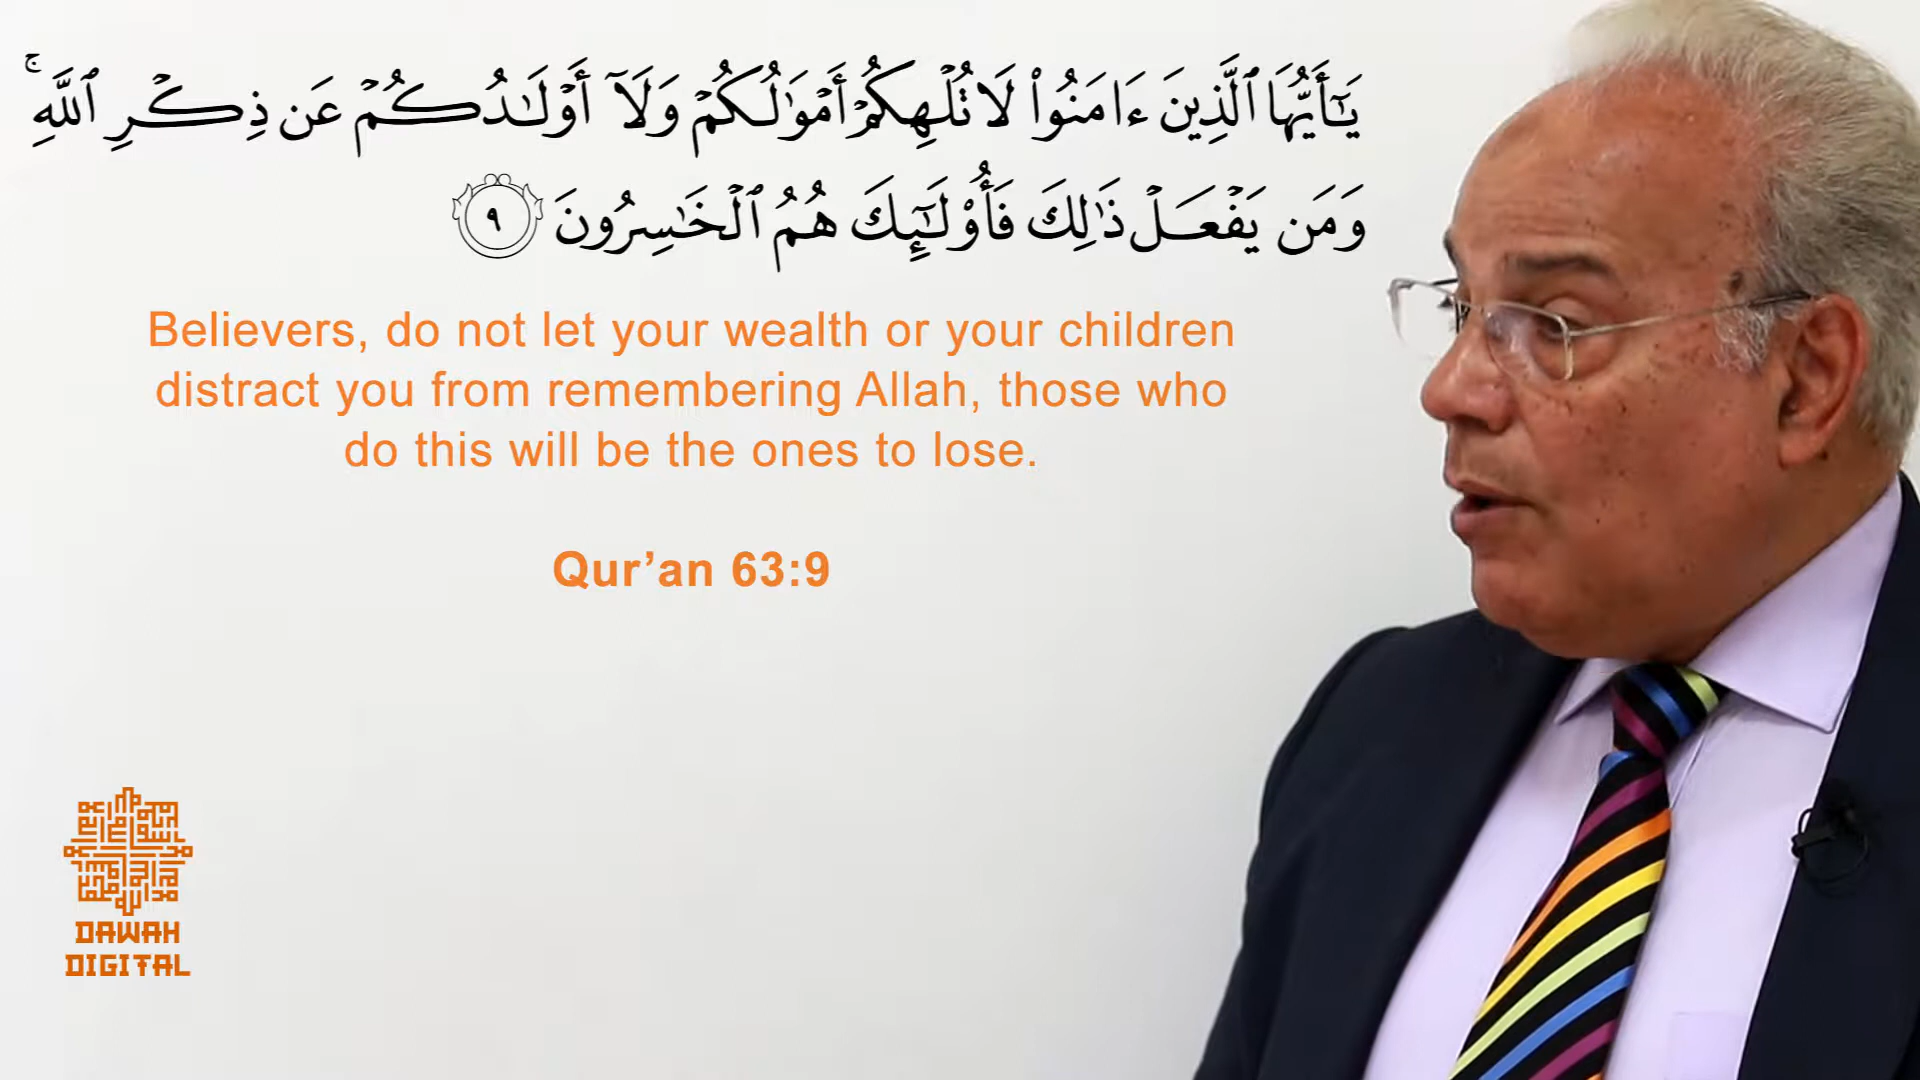 يَٰٓأَيُّهَا ٱلَّذِينَ ءَامَنُوا۟ لَا تُلْهِكُمْ أَمْوَٰلُكُمْ وَلَآ أَوْلَٰدُكُمْ عَن ذِكْرِ ٱللَّهِ ۚ
وَمَن يَفْعَلْ ذَٰلِكَ فَأُو۟لَٰٓئِكَ هُمُ ٱلْخَٰسِرُونَ ٩
Believers, do not let your wealth or your children
distract you from remembering Allah, those who
do this will be the ones to lose.
Qur’an 63:9
DAWAH
DIGITAL